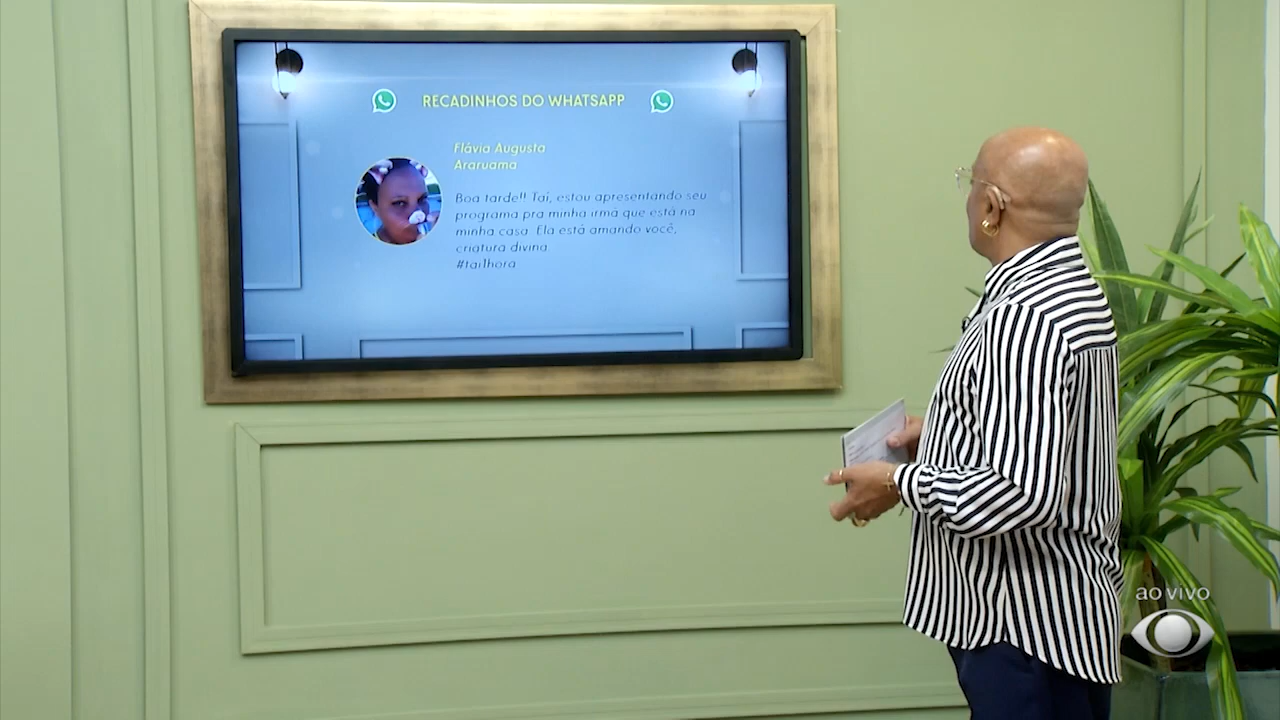 RECADINHOS DO WHATSAPP
Flávia Augusta
Araruama
Boa tarde!! Tai, estou apresentando seu
programa pra minha irmã que está na
minha casa. Ela está amando você,
criatura divina.
#tai1hora
ao vivo